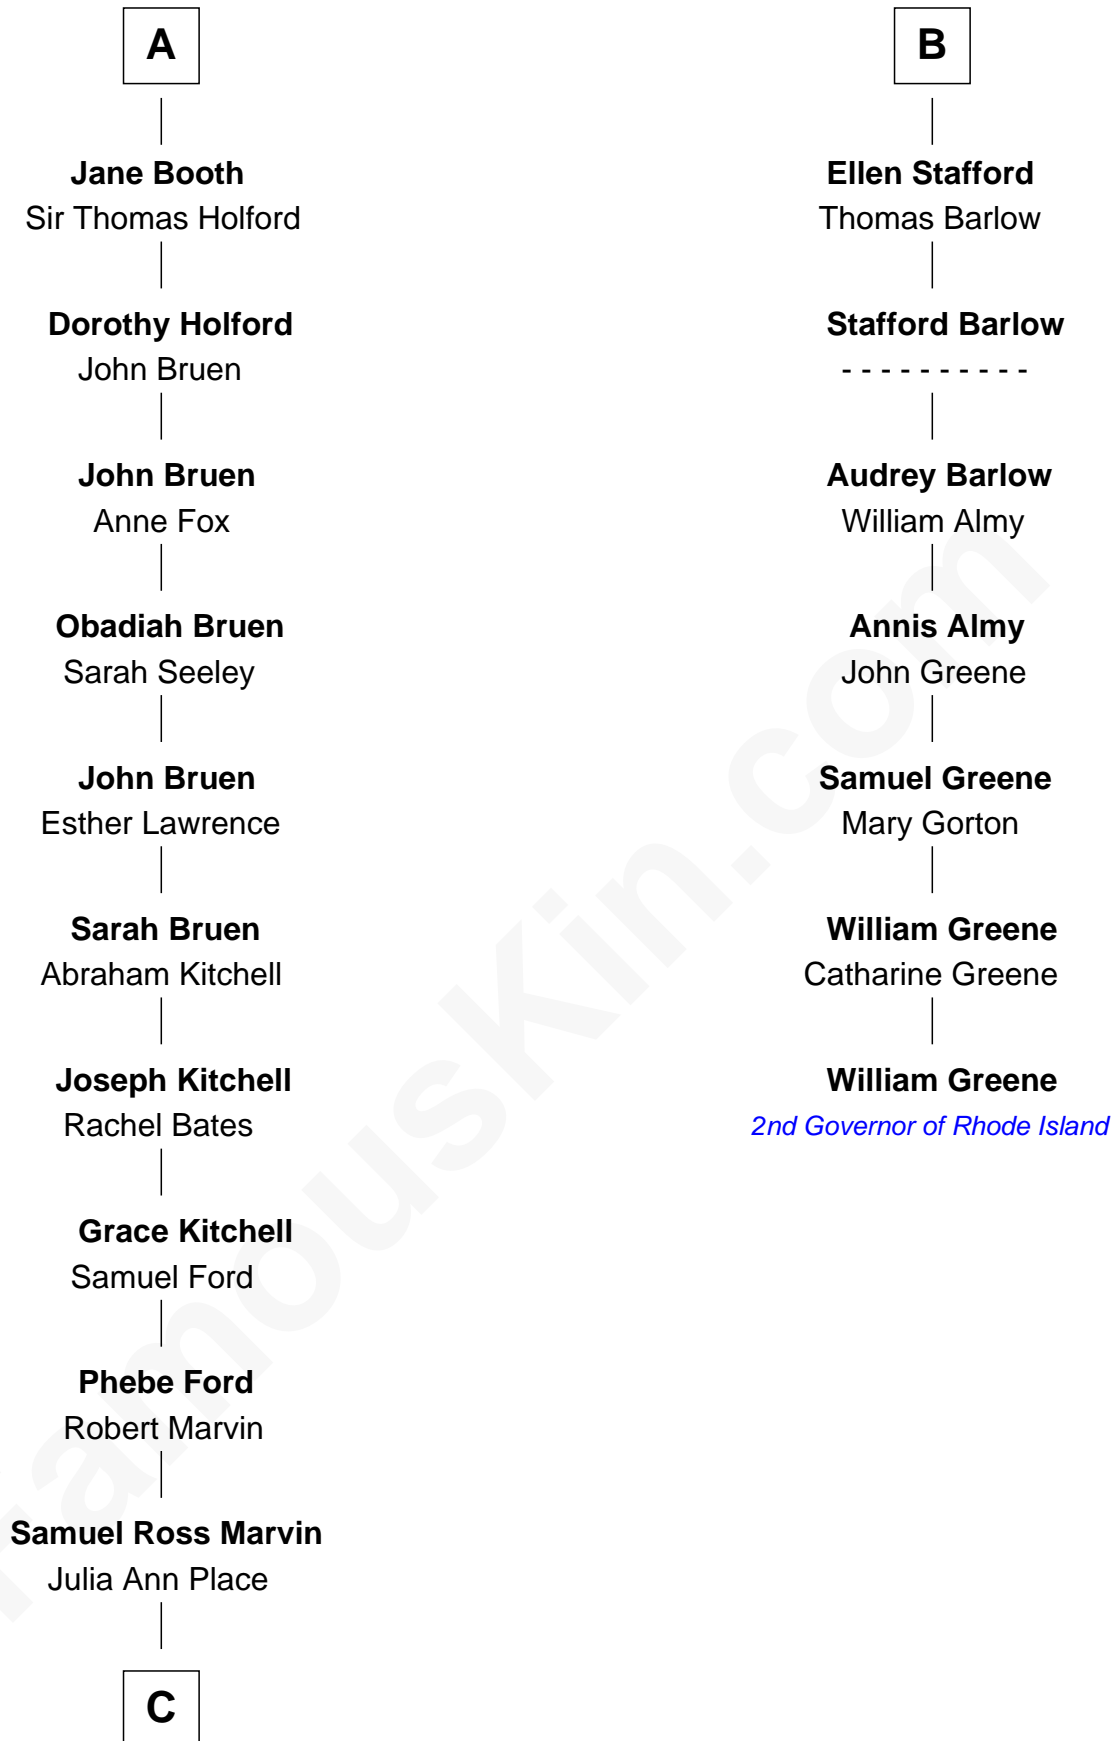 A
Jane Booth
Sir Thomas Holford
Dorothy Holford
John Bruen
John Bruen
Anne Fox
Obadiah Bruen
Sarah Seeley
John Bruen
Esther Lawrence
Sarah Bruen
Abraham Kitchell
Joseph Kitchell
Rachel Bates
Grace Kitchell
Samuel Ford
Phebe Ford
Robert Marvin
Samuel Ross Marvin
Julia Ann Place
C
B
Ellen Stafford
Thomas Barlow
Stafford Barlow
- - - - - - - - - -
Audrey Barlow
William Almy
Annis Almy
John Greene
Samuel Greene
Mary Gorton
William Greene
Catharine Greene
William Greene
2nd Governor of Rhode Island
famouskin.com